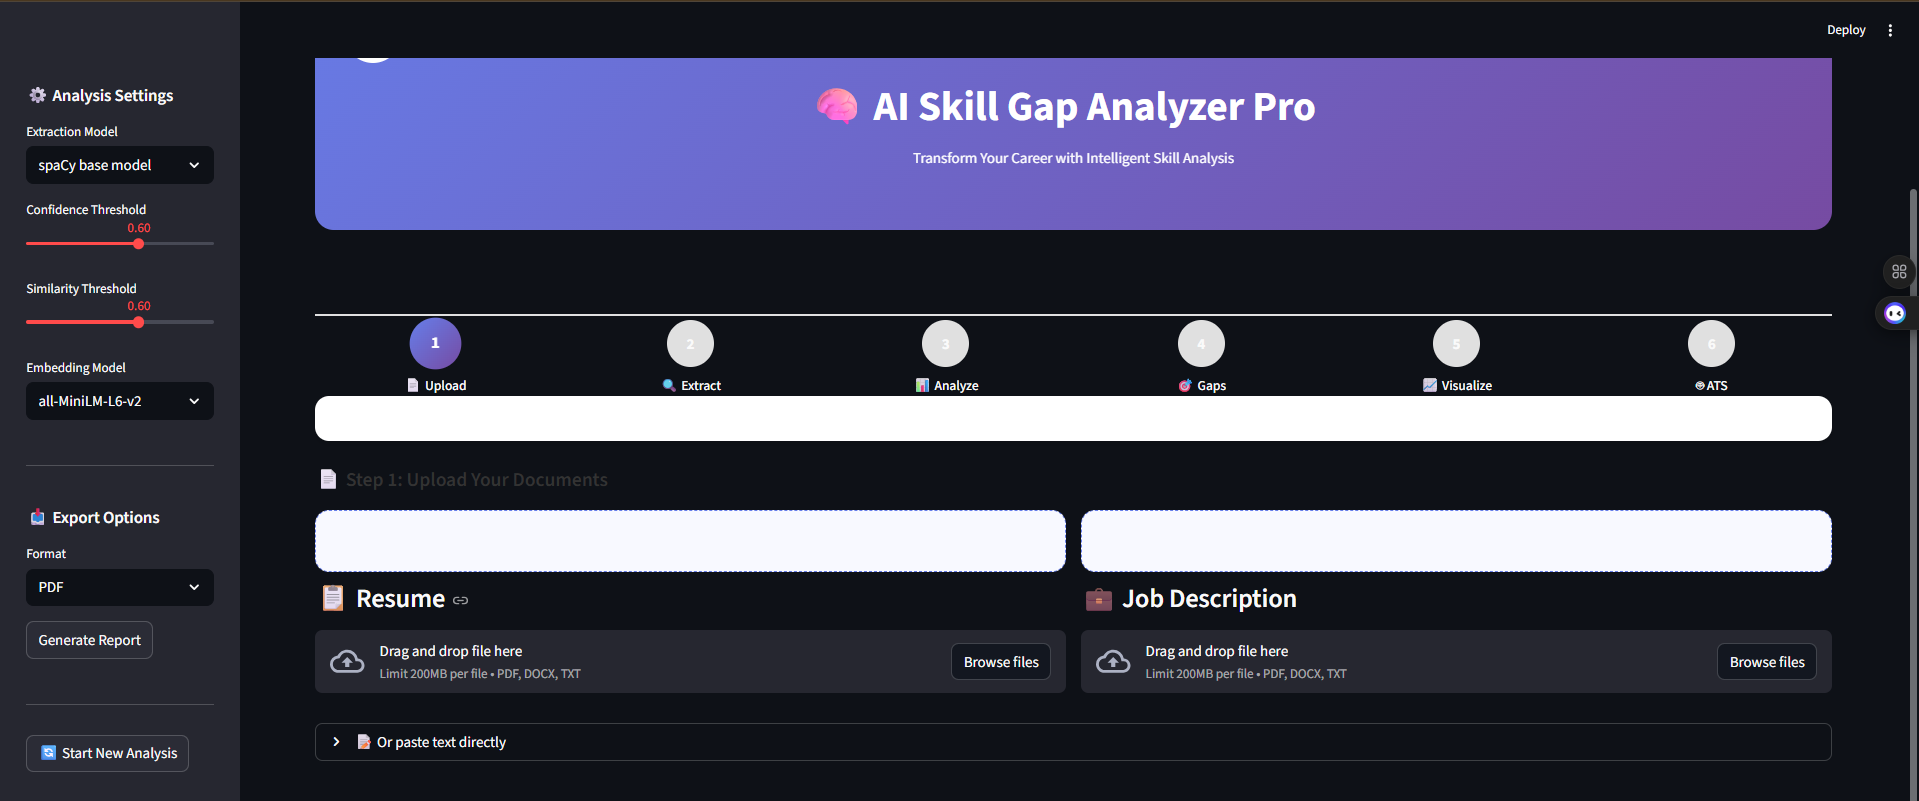 Deploy
Analysis Settings
Extraction Model
spaCy base model
Confidence Threshold
0.60
Similarity Threshold
0.60
Embedding Model
all-MiniLM-L6-v2
Export Options
Format
PDF
Generate Report
Start New Analysis
AI Skill Gap Analyzer Pro
Transform Your Career with Intelligent Skill Analysis
1
2
3
4
5
6
Upload
Extract
Analyze
Gaps
Visualize
ATS
Step 1: Upload Your Documents
Resume
Drag and drop file here
Limit 200MB per file • PDF, DOCX, TXT
Browse files
Job Description
Drag and drop file here
Limit 200MB per file • PDF, DOCX, TXT
Browse files
Or paste text directly